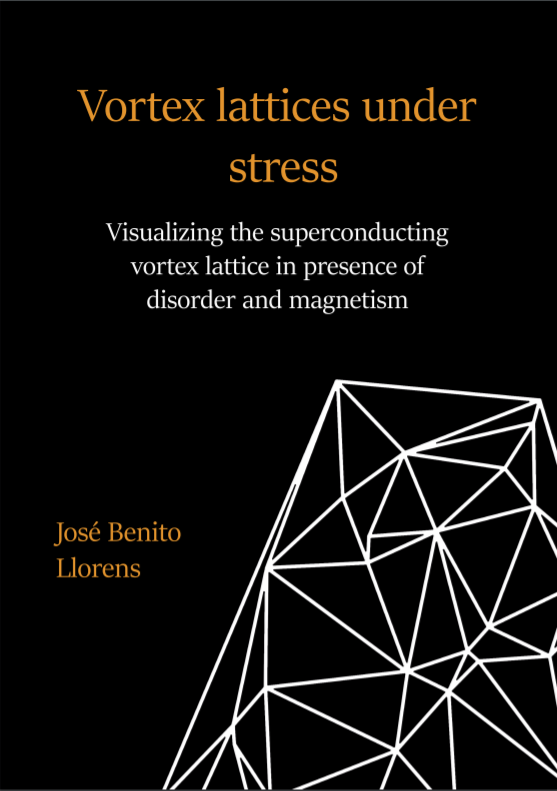 Vortex lattices under
stress
Visualizing the superconducting
vortex lattice in presence of
disorder and magnetism
José Benito
Llorens